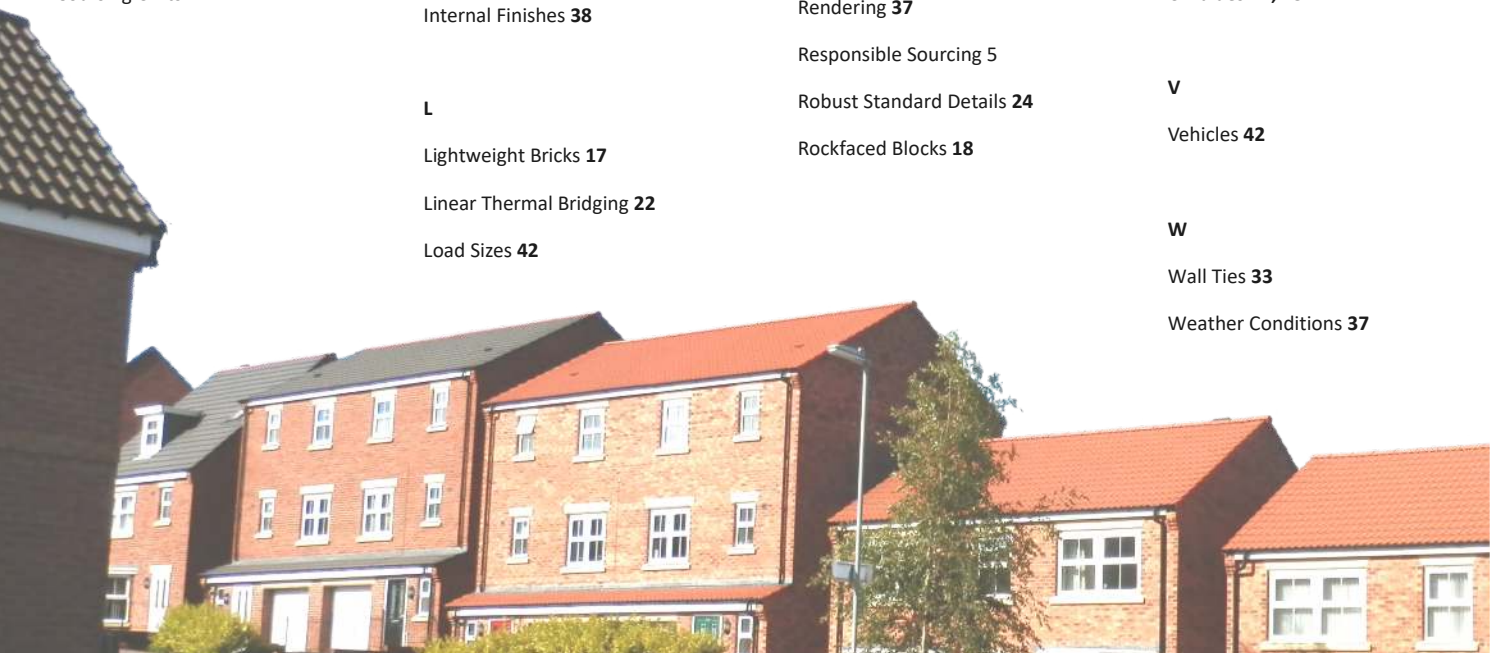 Internal Finishes 38
L
Lightweight Bricks 17
Linear Thermal Bridging 22
Load Sizes 42
Rendering 37
Responsible Sourcing 5
Robust Standard Details 24
Rockfaced Blocks 18
V
Vehicles 42
W
Wall Ties 33
Weather Conditions 37